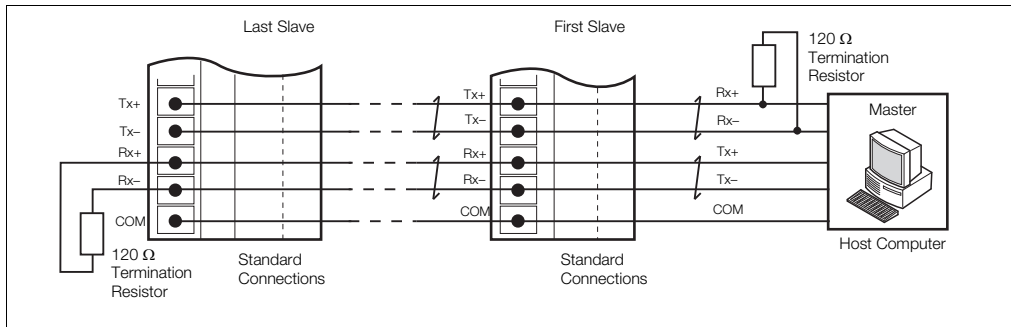 Last Slave
First Slave
120 Ω
Termination
Resistor
Tx+
Tx–
Rx+
Rx–
COM
Tx+
Tx–
Rx+
Rx–
COM
Rx+
Rx–
Tx+
Tx–
COM
Master
Host Computer
120 Ω
Termination
Resistor
Standard
Connections
Standard
Connections